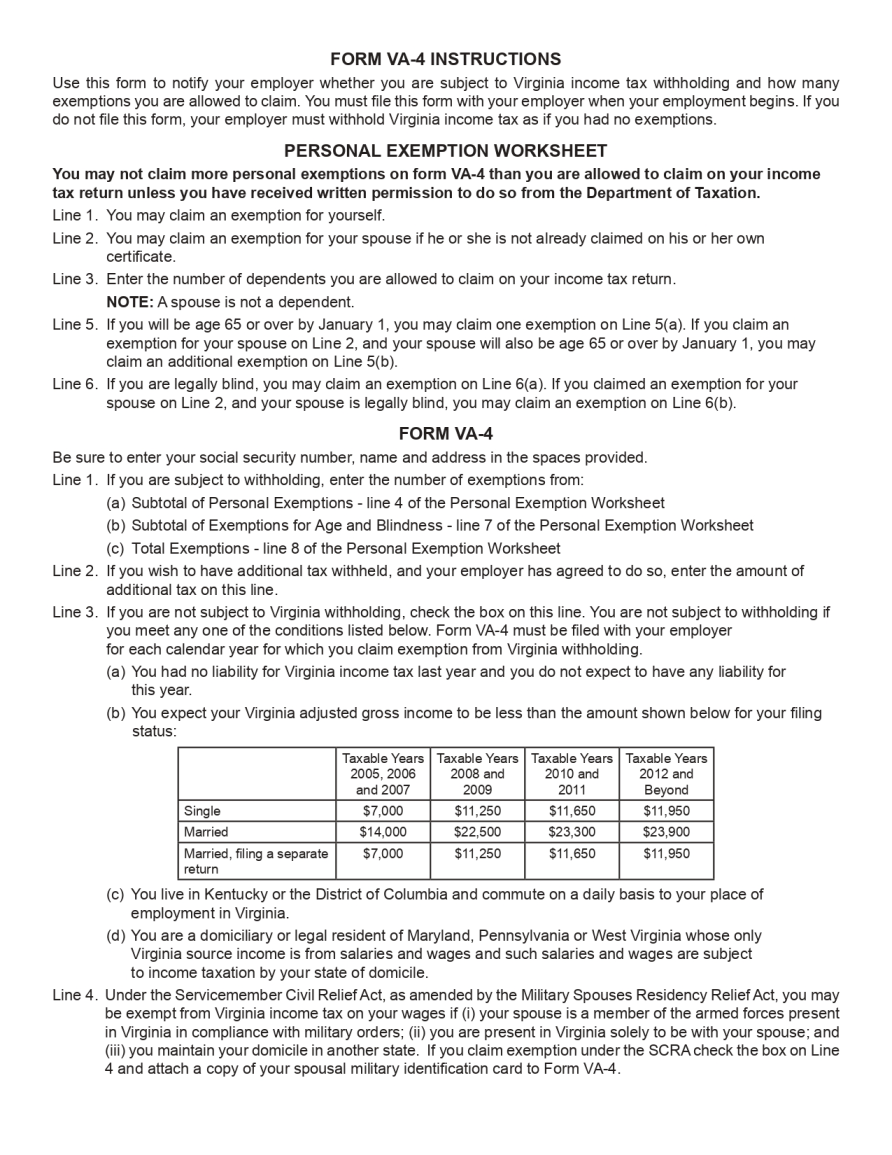 FORM VA-4 INSTRUCTIONS
Use this form to notify your employer whether you are subject to Virginia income tax withholding and how many
exemptions you are allowed to claim. You must file this form with your employer when your employment begins. If you
do not file this form, your employer must withhold Virginia income tax as if you had no exemptions.
PERSONAL EXEMPTION WORKSHEET
You may not claim more personal exemptions on form VA-4 than you are allowed to claim on your income
tax return unless you have received written permission to do so from the Department of Taxation.
Line 1. You may claim an exemption for yourself.
Line 2. You may claim an exemption for your spouse if he or she is not already claimed on his or her own
certificate.
Line 3. Enter the number of dependents you are allowed to claim on your income tax return.
NOTE: A spouse is not a dependent.
Line 5. If you will be age 65 or over by January 1, you may claim one exemption on Line 5(a). If you claim an
exemption for your spouse on Line 2, and your spouse will also be age 65 or over by January 1, you may
claim an additional exemption on Line 5(b).
Line 6. If you are legally blind, you may claim an exemption on Line 6(a). If you claimed an exemption for your
spouse on Line 2, and your spouse is legally blind, you may claim an exemption on Line 6(b).
FORM VA-4
Be sure to enter your social security number, name and address in the spaces provided.
Line 1. If you are subject to withholding, enter the number of exemptions from:
(a) Subtotal of Personal Exemptions - line 4 of the Personal Exemption Worksheet
(b) Subtotal of Exemptions for Age and Blindness - line 7 of the Personal Exemption Worksheet
(c) Total Exemptions - line 8 of the Personal Exemption Worksheet
Line 2. If you wish to have additional tax withheld, and your employer has agreed to do so, enter the amount of
additional tax on this line.
Line 3. If you are not subject to Virginia withholding, check the box on this line. You are not subject to withholding if
you meet any one of the conditions listed below. Form VA-4 must be filed with your employer
for each calendar year for which you claim exemption from Virginia withholding.
(a) You had no liability for Virginia income tax last year and you do not expect to have any liability for
this year.
(b) You expect your Virginia adjusted gross income to be less than the amount shown below for your filing
status:
Taxable Years Taxable Years Taxable Years Taxable Years
2005, 2006 2008 and 2010 and 2012 and
and 2007 2009 2011 Beyond
Single $7,000 $11,250 $11,650 $11,950
Married $14,000 $22,500 $23,300 $23,900
Married, filing a separate $7,000 $11,250 $11,650 $11,950
return
(c) You live in Kentucky or the District of Columbia and commute on a daily basis to your place of
employment in Virginia.
(d) You are a domiciliary or legal resident of Maryland, Pennsylvania or West Virginia whose only
Virginia source income is from salaries and wages and such salaries and wages are subject
to income taxation by your state of domicile.
Line 4. Under the Servicemember Civil Relief Act, as amended by the Military Spouses Residency Relief Act, you may
be exempt from Virginia income tax on your wages if (i) your spouse is a member of the armed forces present
in Virginia in compliance with military orders; (ii) you are present in Virginia solely to be with your spouse; and
(iii) you maintain your domicile in another state. If you claim exemption under the SCRA check the box on Line
4 and attach a copy of your spousal military identification card to Form VA-4.